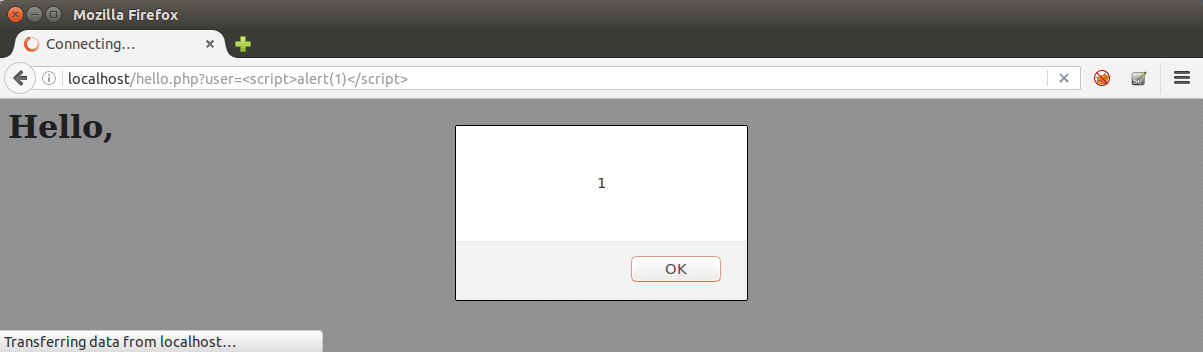 Mozilla Firefox
Connecting…
localhost/hello.php?user=<script>alert(1)</script>
Hello,
1
OK
Transferring data from localhost…